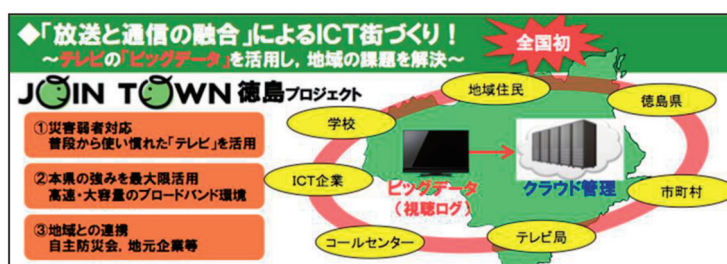 ◆「放送と通信の融合」によるICT街づくり！
～テレビの「ビッグデータ」を活用し，地域の課題を解決～
全国初
JOIN TOWN 徳島プロジェクト
①災害弱者対応
普段から使い慣れた「テレビ」を活用
②本県の強みを最大限活用
高速・大容量のブロードバンド環境
③地域との連携
自主防災会，地元企業等
地域住民
徳島県
学校
ICT企業
ビッグデータ
（視聴ログ）
クラウド管理
市町村
コールセンター
テレビ局